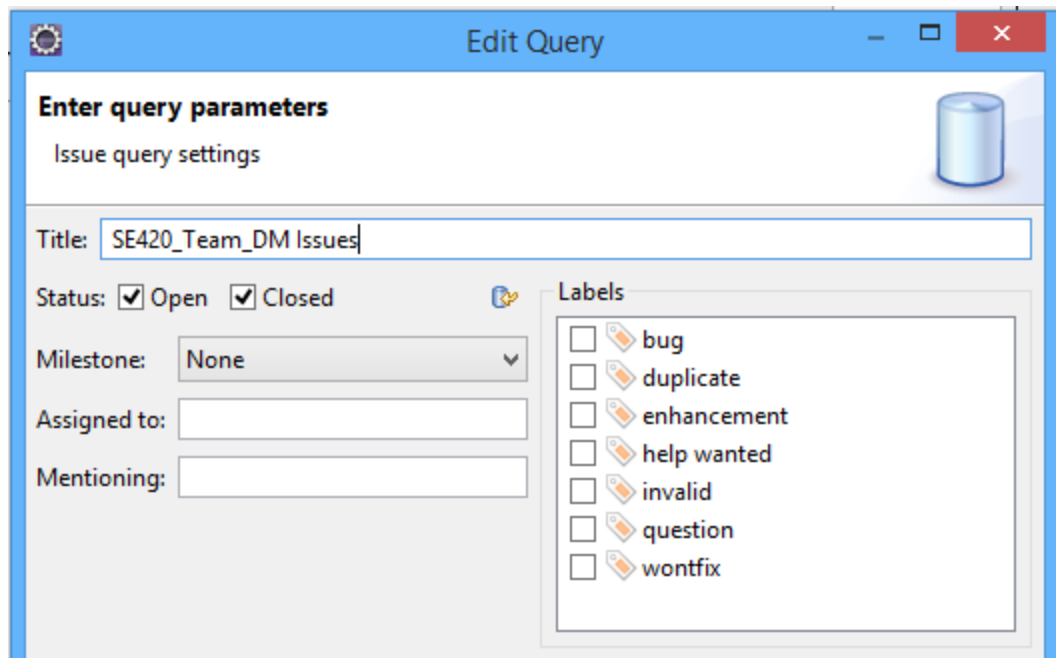 Edit Query
Enter query parameters
Issue query settings
Title: SE420_Team_DM Issues
Status: Open Closed
Milestone: None
Assigned to:
Mentioning:
Labels
bug
duplicate
enhancement
help wanted
invalid
question
wontfix